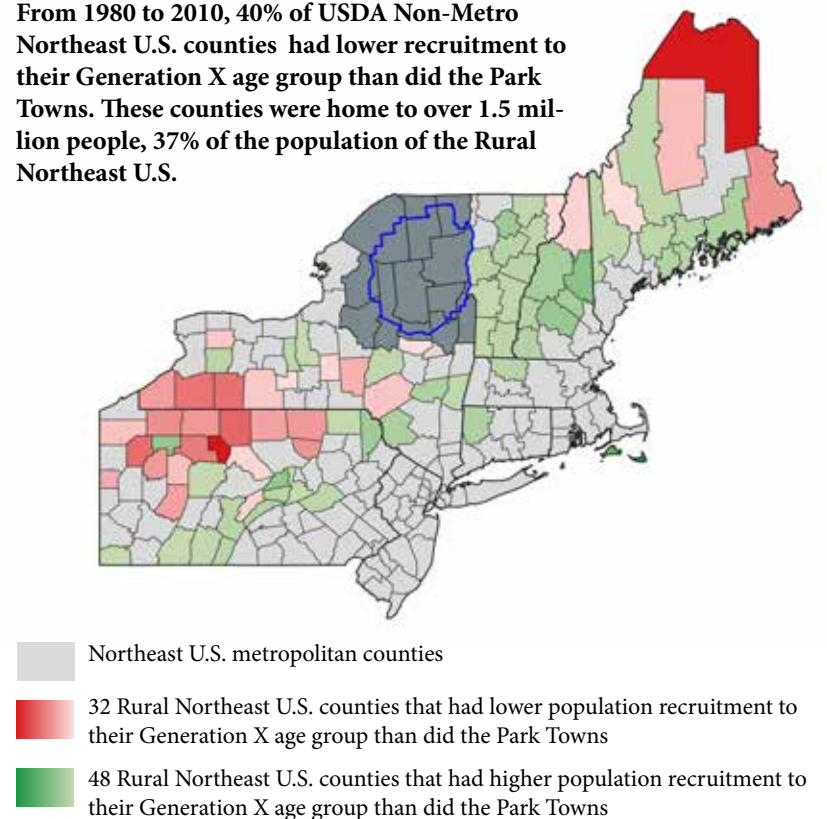 From 1980 to 2010, 40% of USDA Non-Metro
Northeast U.S. counties had lower recruitment to
their Generation X age group than did the Park
Towns. These counties were home to over 1.5 mil-
lion people, 37% of the population of the Rural
Northeast U.S.
Northeast U.S. metropolitan counties
32 Rural Northeast U.S. counties that had lower population recruitment to
their Generation X age group than did the Park Towns
48 Rural Northeast U.S. counties that had higher population recruitment to
their Generation X age group than did the Park Towns